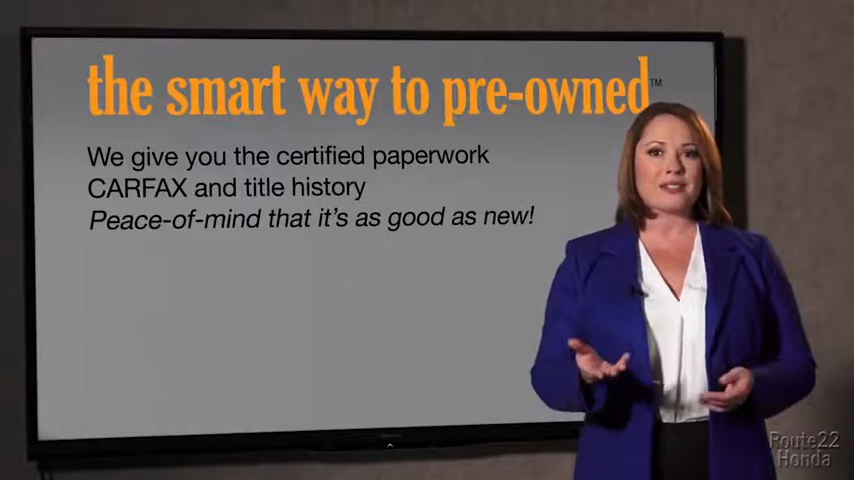 the smart way to pre-owned™
We give you the certified paperwork
CARFAX and title history
Peace-of-mind that it's as good as new!
Route22
Honda